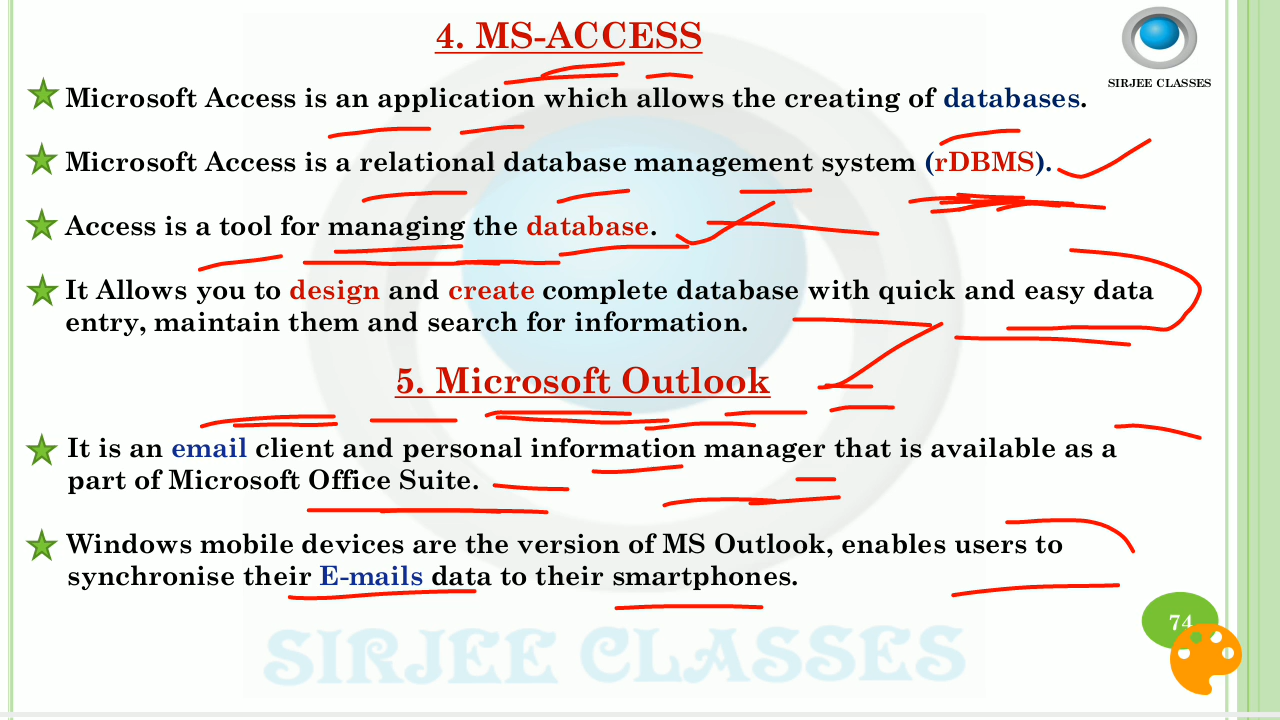 4. MS-ACCESS
SIRJEE CLASSES
Microsoft Access is an application which allows the creating of databases.
Microsoft Access is a relational database management system (rDBMS).
Access is a tool for managing the database.
It Allows you to design and create complete database with quick and easy data
entry, maintain them and search for information.
5. Microsoft Outlook
It is an email client and personal information manager that is available as a
part of Microsoft Office Suite.
Windows mobile devices are the version of MS Outlook, enables users to
synchronise their E-mails data to their smartphones.
74
SIRJEE CLASSES